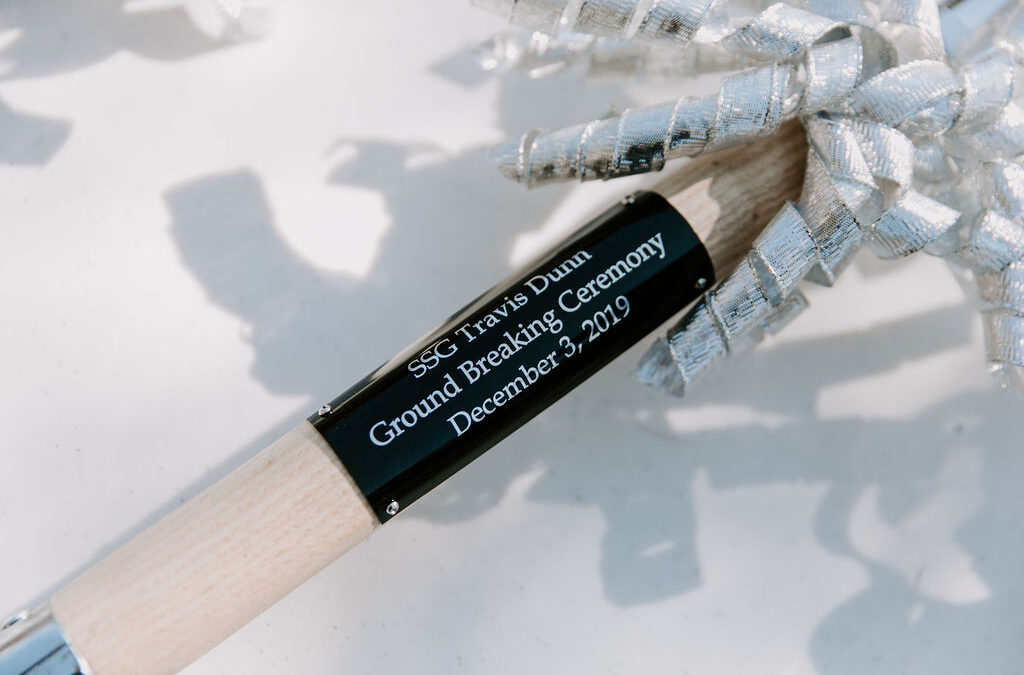 SSG Travis Dunn
Ground Breaking Ceremony
December 3, 2019